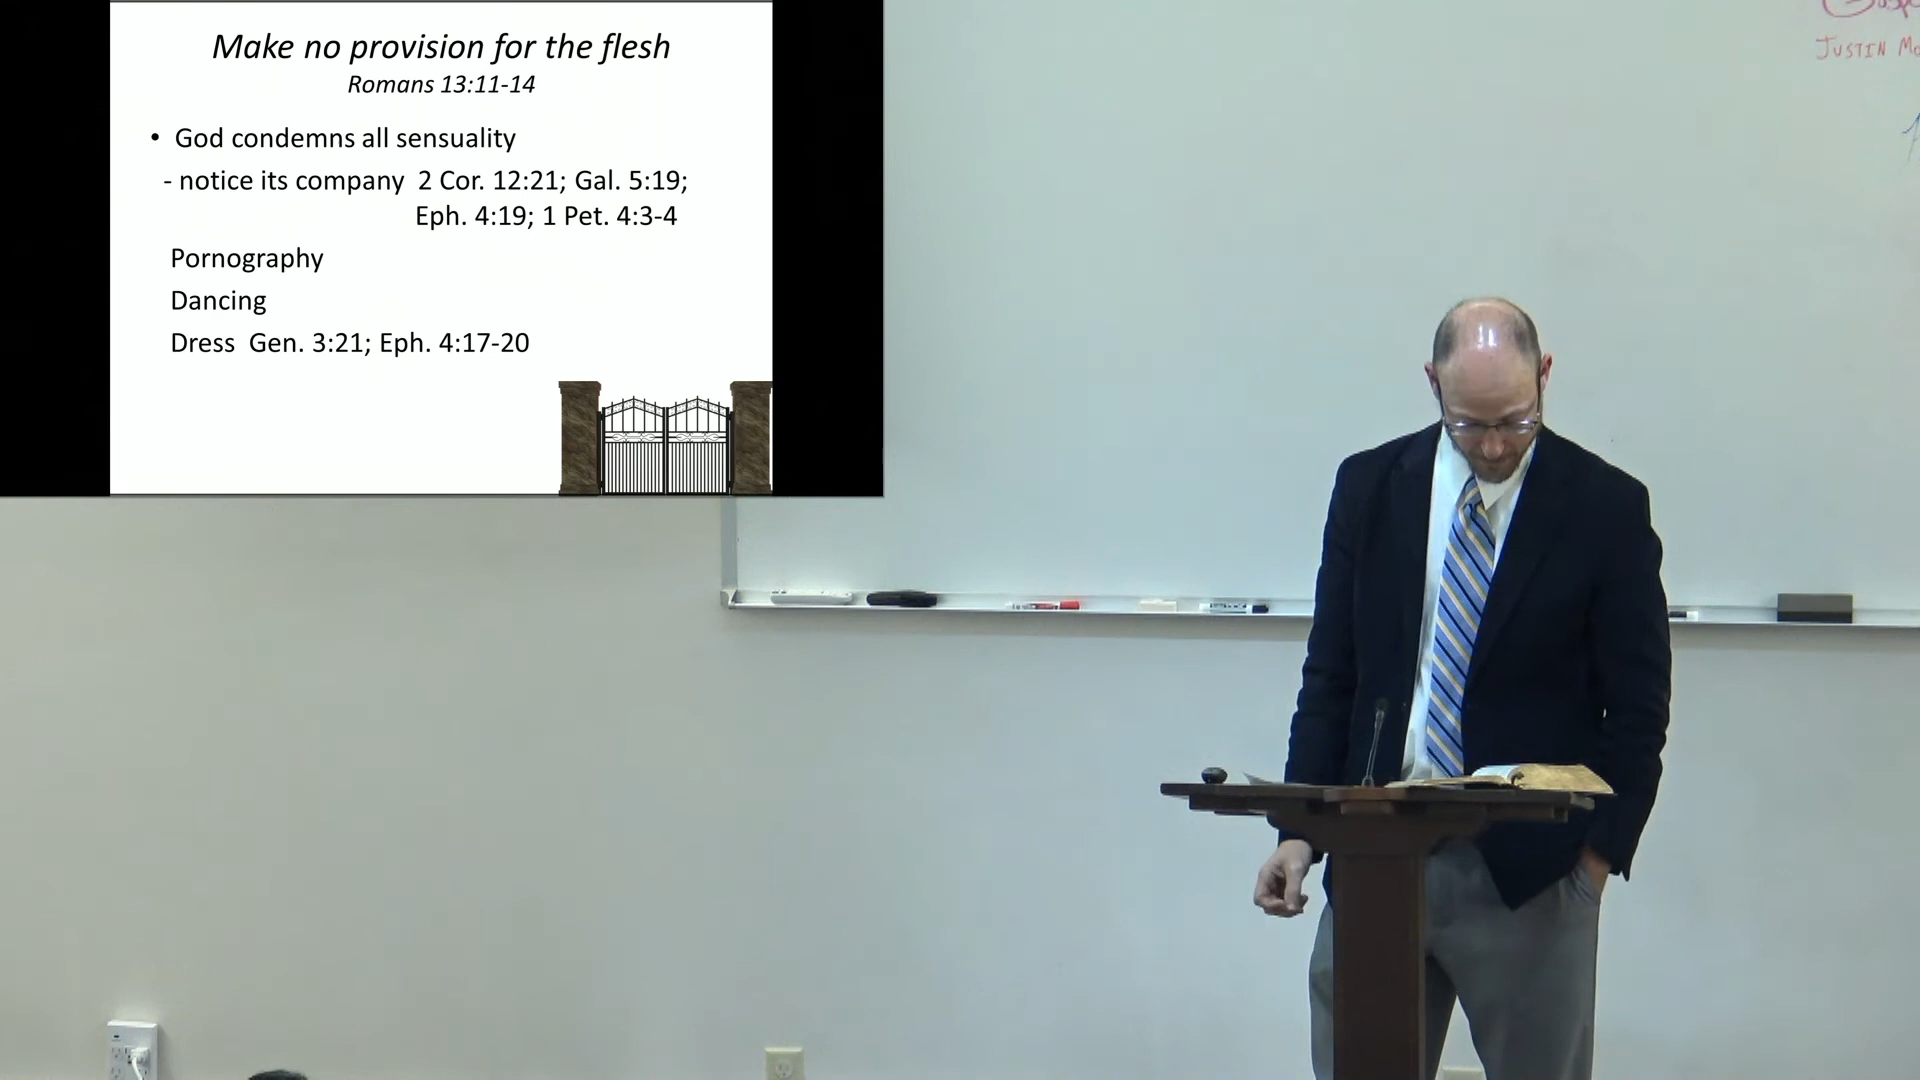 Make no provision for the flesh
Romans 13:11-14
• God condemns all sensuality
- notice its company 2 Cor. 12:21; Gal. 5:19;
Eph. 4:19; 1 Pet. 4:3-4
Pornography
Dancing
Dress Gen. 3:21; Eph. 4:17-20
JUSTIN